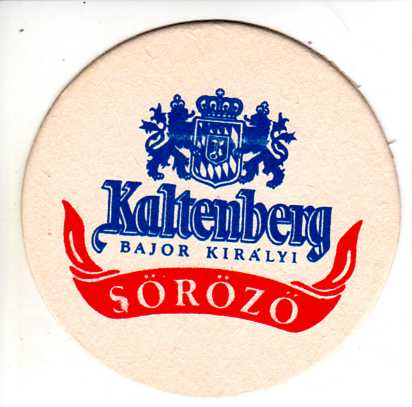 Kaltenberg
BAJOR KIRÁLYI
SÖRÖZŐ